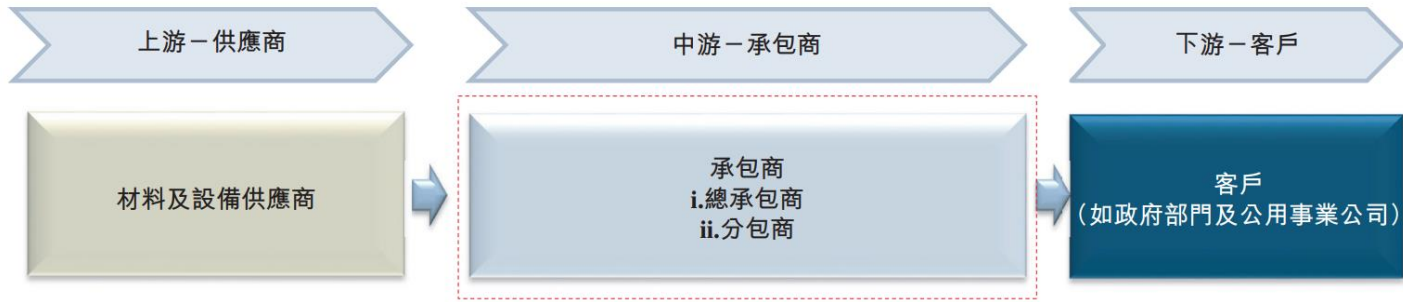 上游－供應商
中游－承包商
下游－客戶
材料及設備供應商
承包商
i.總承包商
ii.分包商
客戶
（如政府部門及公用事業公司）